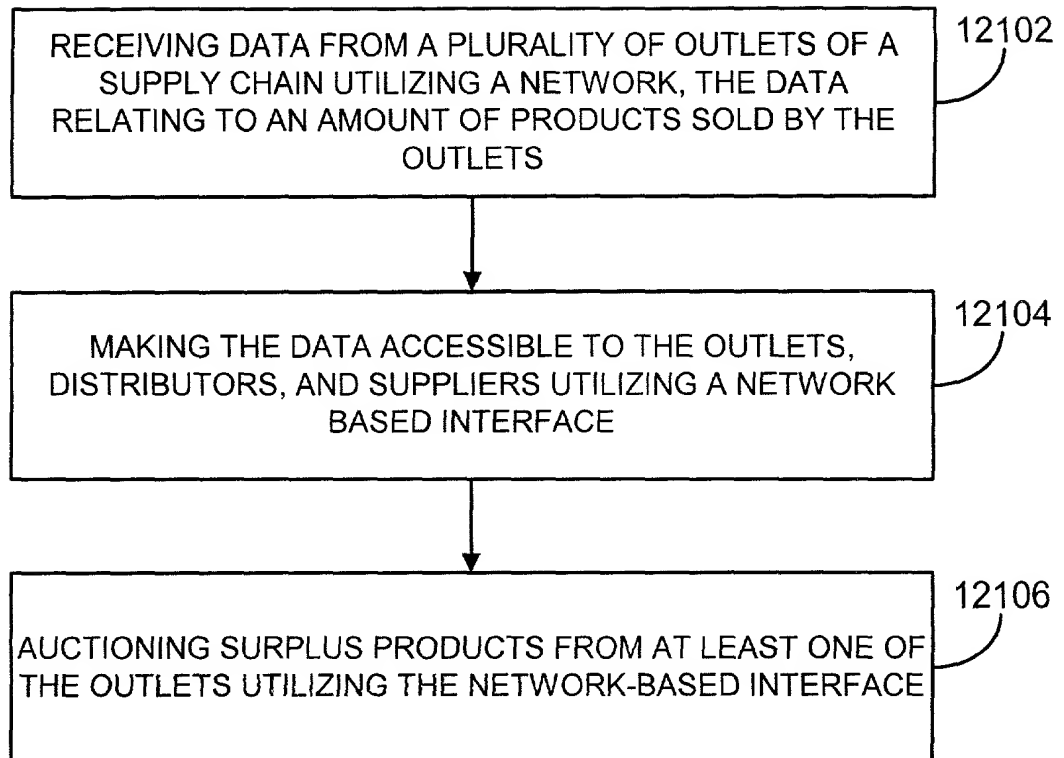 RECEIVING DATA FROM A PLURALITY OF OUTLETS OF A
SUPPLY CHAIN UTILIZING A NETWORK, THE DATA
RELATING TO AN AMOUNT OF PRODUCTS SOLD BY THE
OUTLETS
12102
MAKING THE DATA ACCESSIBLE TO THE OUTLETS,
DISTRIBUTORS, AND SUPPLIERS UTILIZING A NETWORK
BASED INTERFACE
12104
AUCTIONING SURPLUS PRODUCTS FROM AT LEAST ONE OF
THE OUTLETS UTILIZING THE NETWORK-BASED INTERFACE
12106